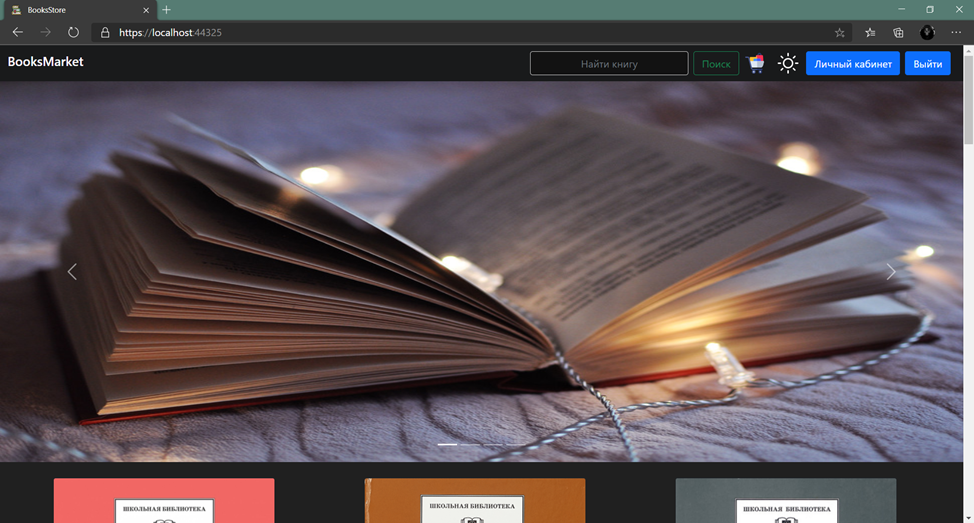 BooksStore
https://localhost:44325
BooksMarket
Найти книгу
Поиск
Личный кабинет
Выйти
ШКОЛЬНАЯ БИБЛИОТЕКА
ШКОЛЬНАЯ БИБЛИОТЕКА
ШКОЛЬНАЯ БИБЛИОТЕКА